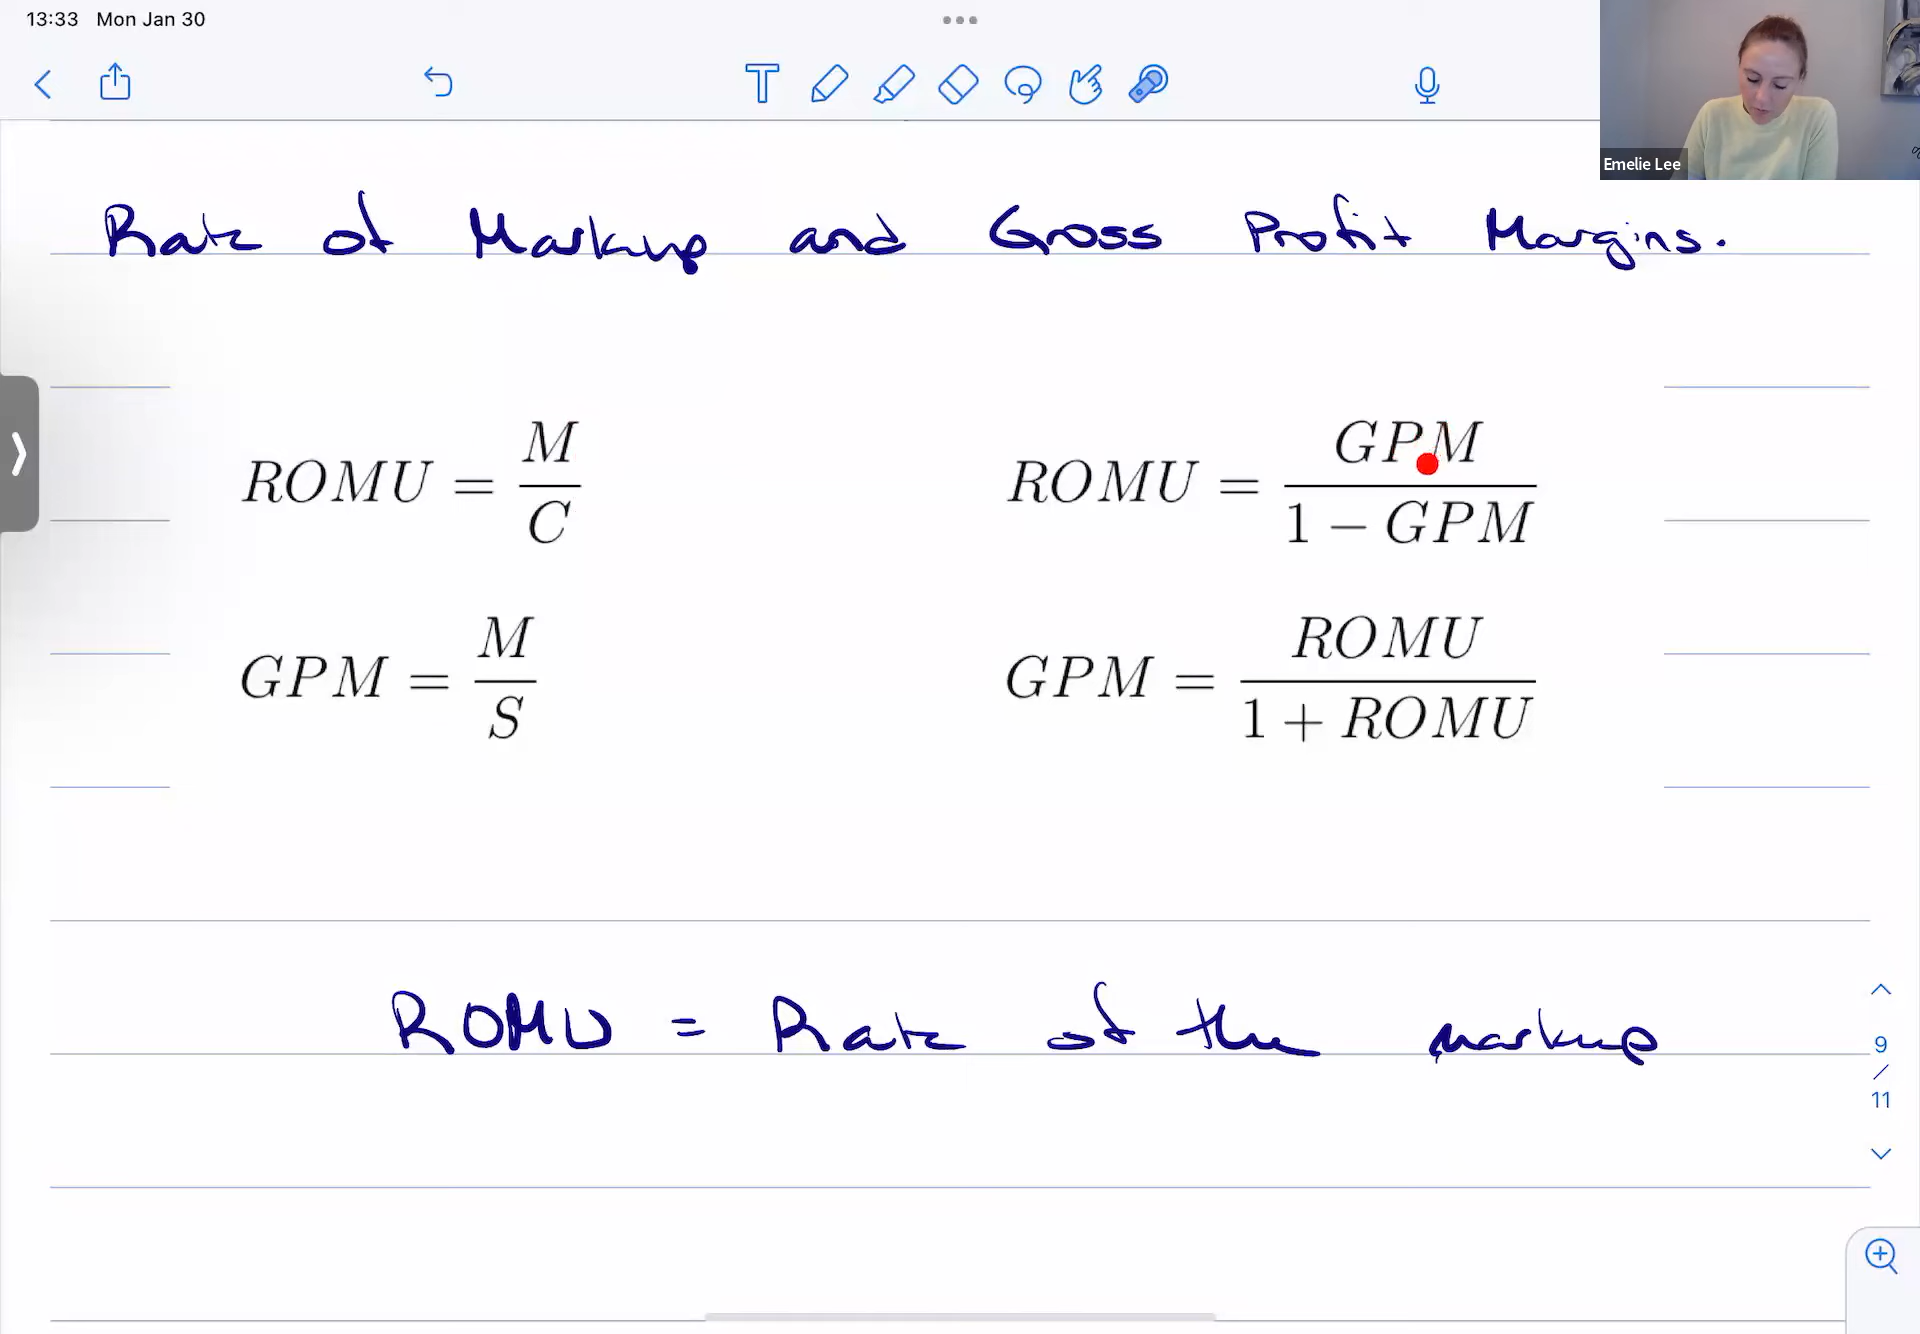 13:33 Mon Jan 30
T
Emelie Lee
Rate of Markup and Gross Profit Margins.
ROMU = M / C
ROMU = GPM / 1 − GPM
GPM = M / S
GPM = ROMU / 1 + ROMU
ROMU = Rate of the markup
9
/
11